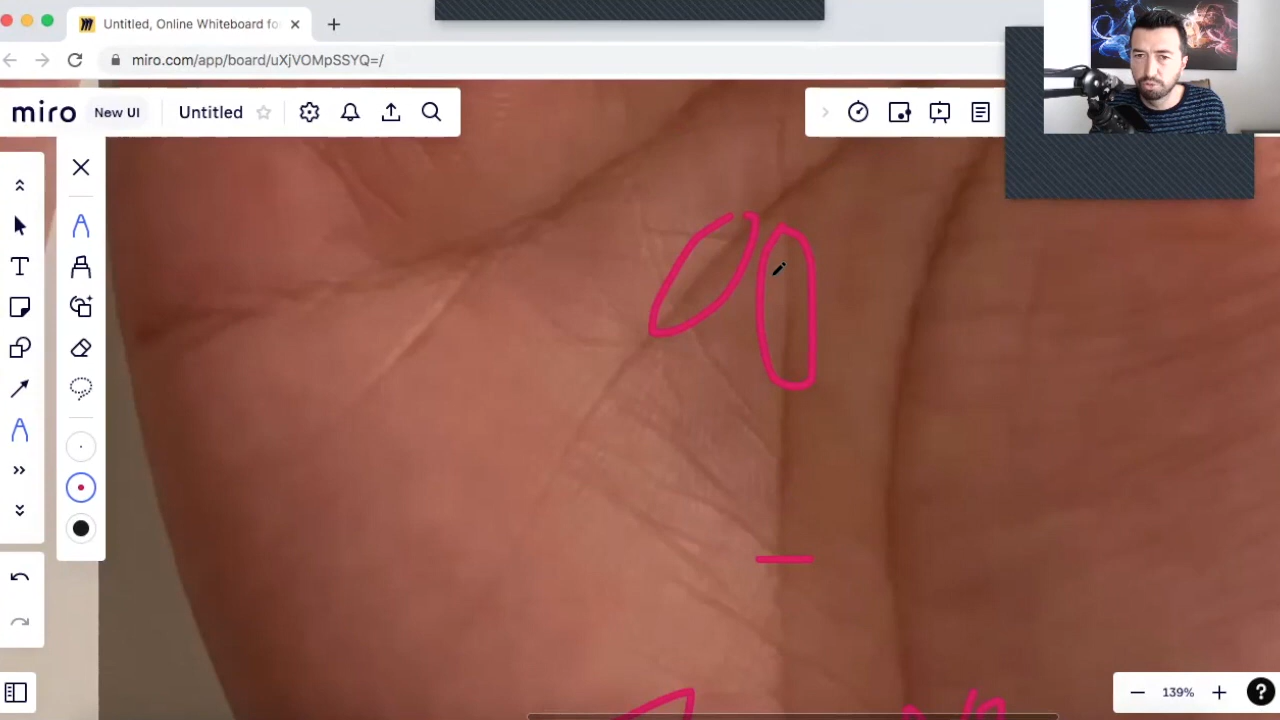 Untitled, Online Whiteboard fo
miro.com/app/board/uXjVOMpSSYQ=/
miro
New UI
Untitled
139%